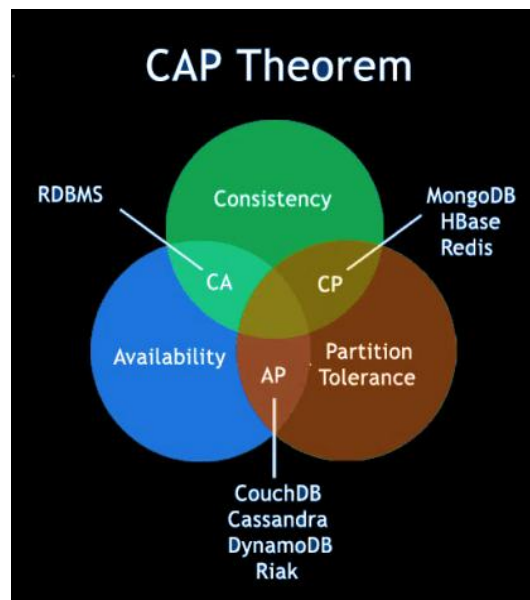 CAP Theorem
RDBMS
Consistency
MongoDB
HBase
Redis
CA
CP
Availability
Partition
Tolerance
AP
CouchDB
Cassandra
DynamoDB
Riak